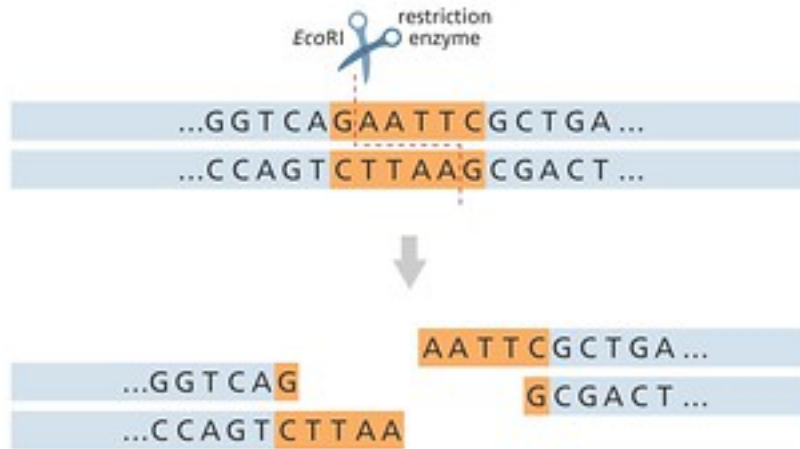 EcoRI
restriction
enzyme
...GGTCAGAATTCGCTGA...
...CCAGTCTTAAGCGACT...
AATTCGCTGA...
...GGTCAG
GCGACT...
...CCAGTCTTAA